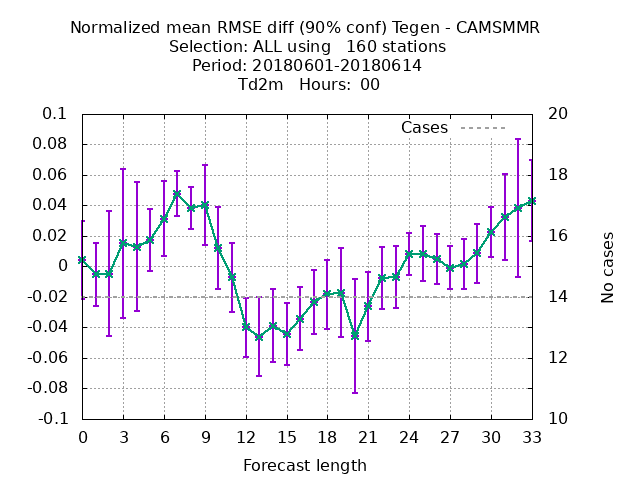 Normalized mean RMSE diff (90% conf) Tegen - CAMSMMR
Selection: ALL using   160 stations
Period: 20180601-20180614
Td2m   Hours:  00
Cases
0.1
0.08
0.06
0.04
0.02
0
-0.02
-0.04
-0.06
-0.08
-0.1
20
18
16
14
12
10
No cases
0 3 6 9 12 15 18 21 24 27 30 33
Forecast length